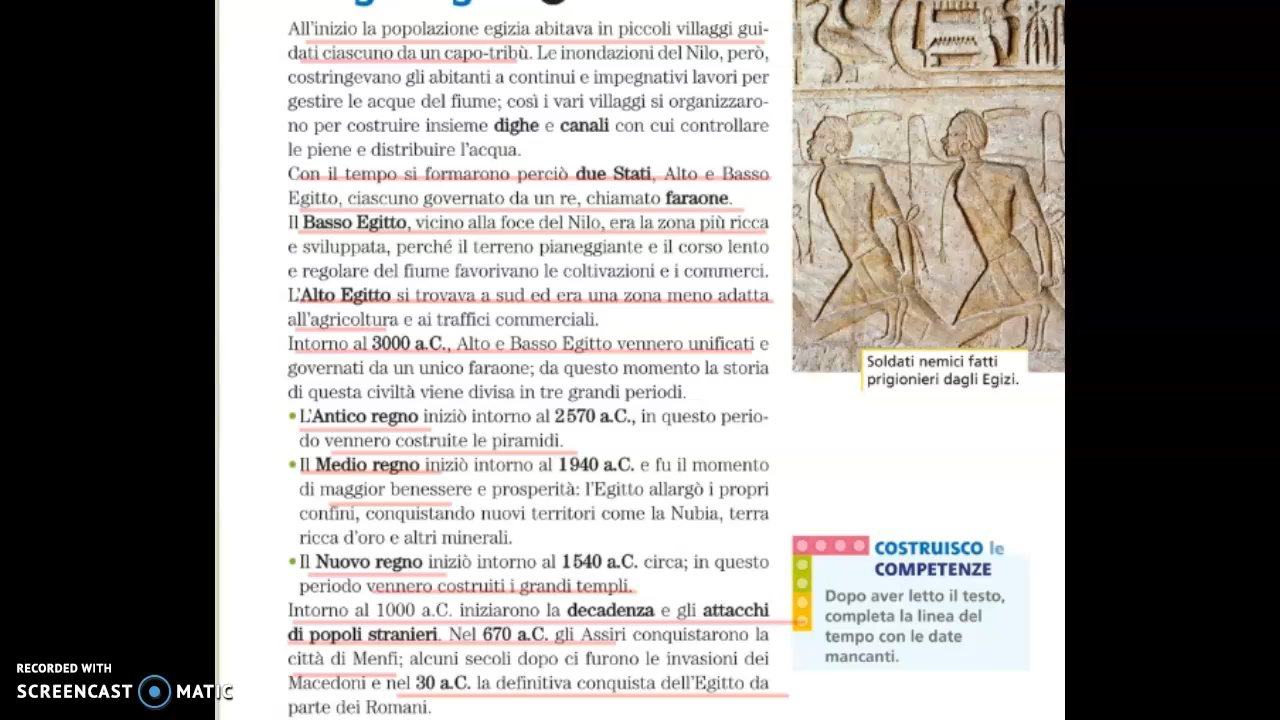 All'inizio la popolazione egizia abitava in piccoli villaggi gui-
dati ciascuno da un capo-tribù. Le inondazioni del Nilo, però,
costringevano gli abitanti a continui e impegnativi lavori per
gestire le acque del fiume; così i vari villaggi si organizzaro-
no per costruire insieme dighe e canali con cui controllare
le piene e distribuire l'acqua.
Con il tempo si formarono perciò due Stati, Alto e Basso
Egitto, ciascuno governato da un re, chiamato faraone.
Il Basso Egitto, vicino alla foce del Nilo, era la zona più ricca
e sviluppata, perché il terreno pianeggiante e il corso lento
e regolare del fiume favorivano le coltivazioni e i commerci.
L'Alto Egitto si trovava a sud ed era una zona meno adatta
all'agricoltura e ai traffici commerciali.
Intorno al 3000 a.C., Alto e Basso Egitto vennero unificati e
governati da un unico faraone; da questo momento la storia
di questa civiltà viene divisa in tre grandi periodi.
•L'Antico regno iniziò intorno al 2570 a.C., in questo perio-
do vennero costruite le piramidi.
•Il Medio regno iniziò intorno al 1940 a.C. e fu il momento
di maggior benessere e prosperità: l'Egitto allargò i propri
confini, conquistando nuovi territori come la Nubia, terra
ricca d'oro e altri minerali.
•Il Nuovo regno iniziò intorno al 1540 a.C. circa; in questo
periodo vennero costruiti i grandi templi.
Intorno al 1000 a.C. iniziarono la decadenza e gli attacchi
di popoli stranieri. Nel 670 a.C. gli Assiri conquistarono la
città di Menfi; alcuni secoli dopo ci furono le invasioni dei
Macedoni e nel 30 a.C. la definitiva conquista dell'Egitto da
parte dei Romani.
Soldati nemici fatti
prigionieri dagli Egizi.
COSTRUISCO le
COMPETENZE
Dopo aver letto il testo,
completa la linea del
tempo con le date
mancanti.
RECORDED WITH
SCREENCAST MATIC